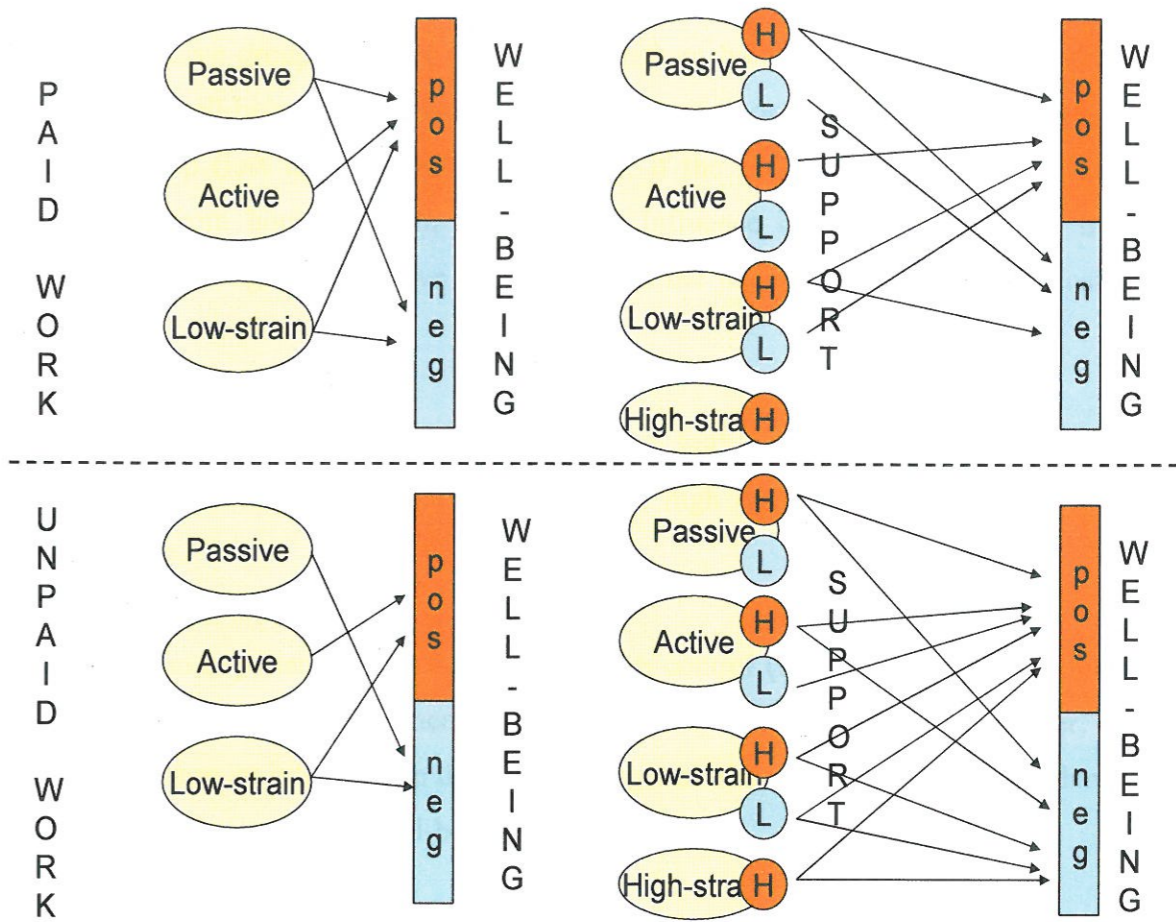 PAID WORK
Passive
Active
Low-strain
pos
neg
WELL-BEING
Passive
H
L
Active
H
L
Low-strain
H
L
High-stra
H
SUPPORT
pos
neg
WELL-BEING
UNPAID WORK
Passive
Active
Low-strain
pos
neg
WELL-BEING
Passive
H
L
Active
H
L
Low-strain
H
L
High-stra
H
SUPPORT
pos
neg
WELL-BEING